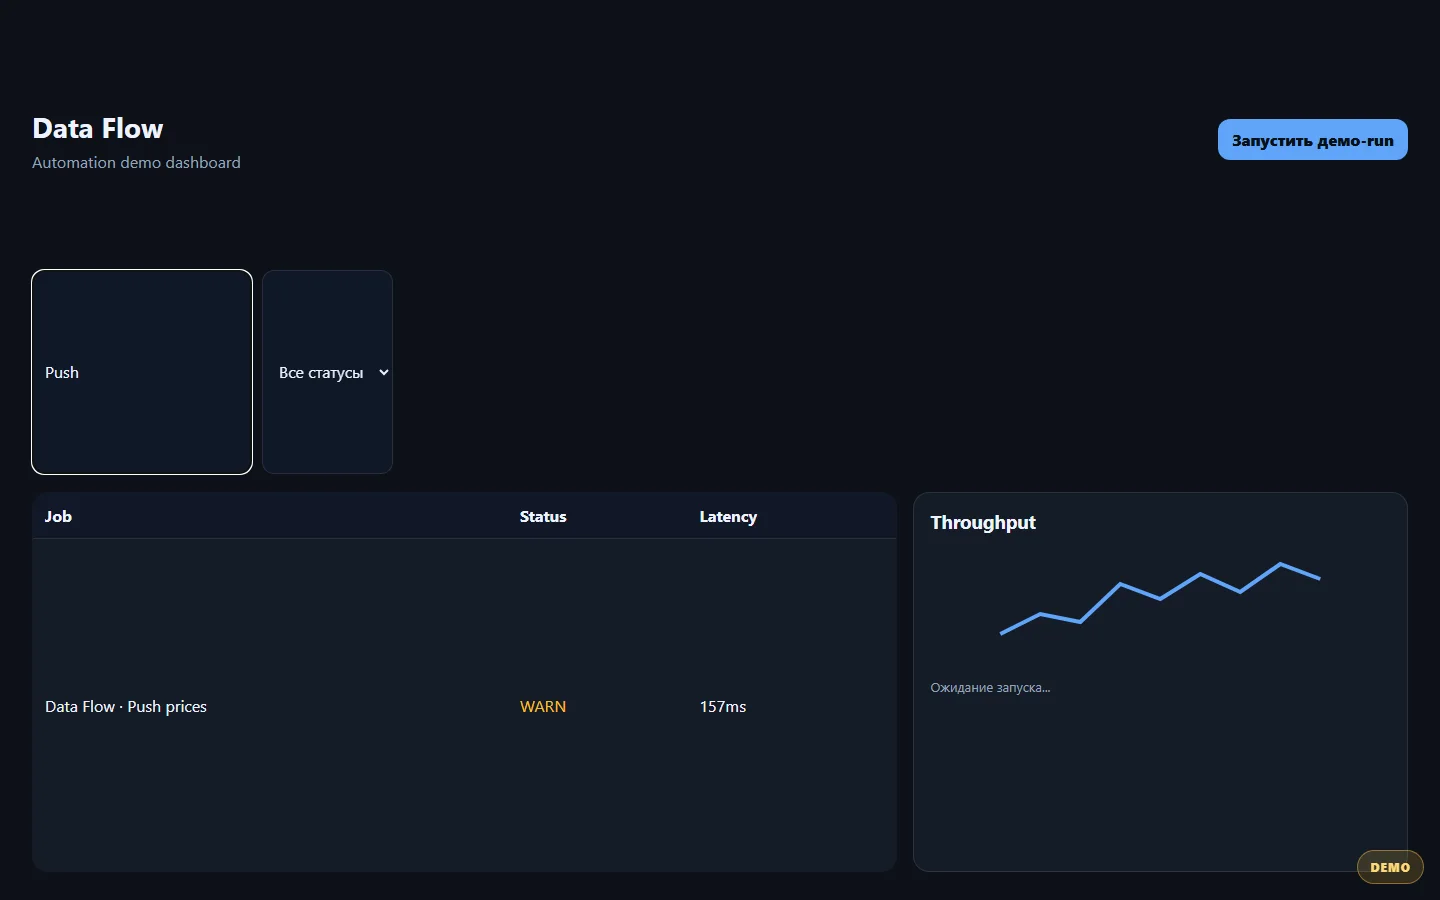 Data Flow
Automation demo dashboard
Запустить демо-run
Push
Все статусы
Job Status Latency
Data Flow · Push prices WARN 157ms
Throughput
Ожидание запуска...
DEMO